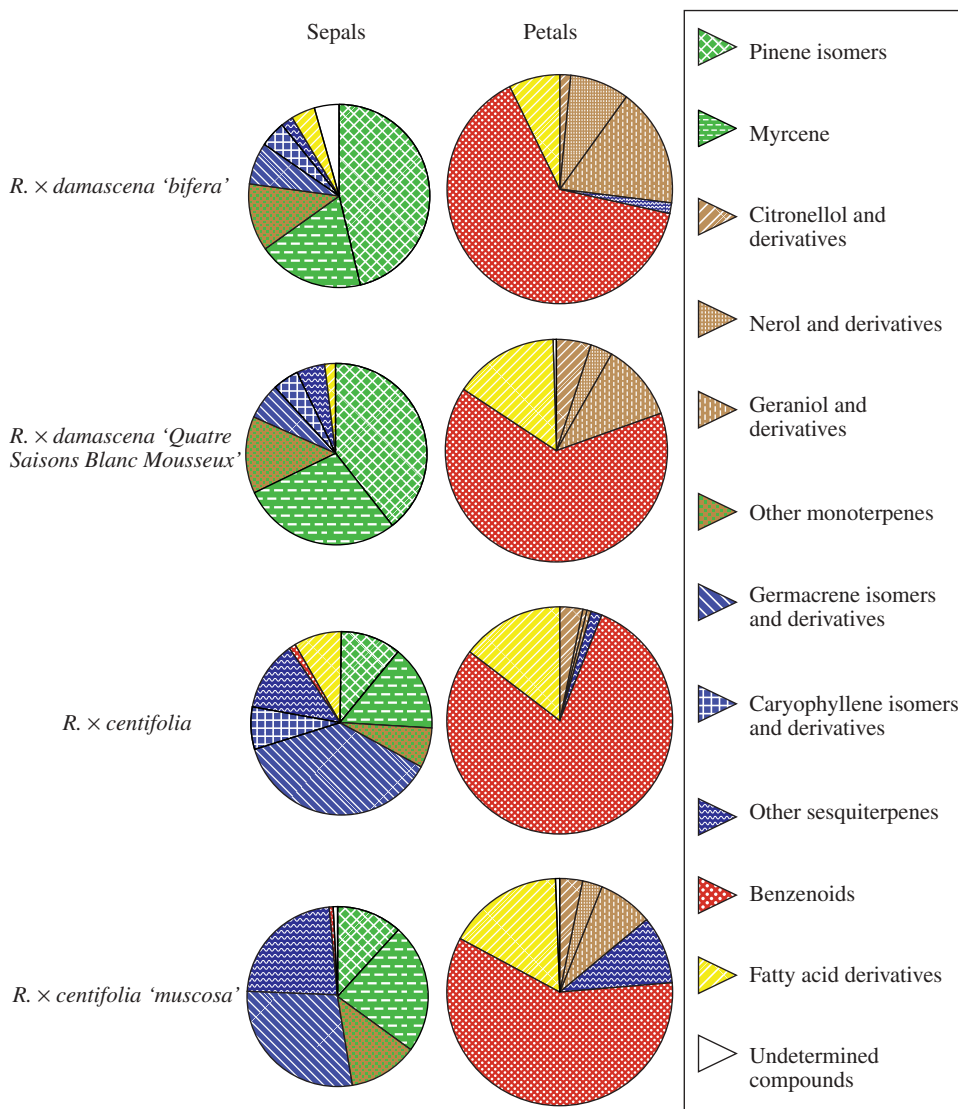 Sepals
Petals
R. × damascena ‘bifera’
R. × damascena ‘Quatre
Saisons Blanc Mousseux’
R. × centifolia
R. × centifolia ‘muscosa’
Pinene isomers
Myrcene
Citronellol and
derivatives
Nerol and derivatives
Geraniol and
derivatives
Other monoterpenes
Germacrene isomers
and derivatives
Caryophyllene isomers
and derivatives
Other sesquiterpenes
Benzenoids
Fatty acid derivatives
Undetermined
compounds